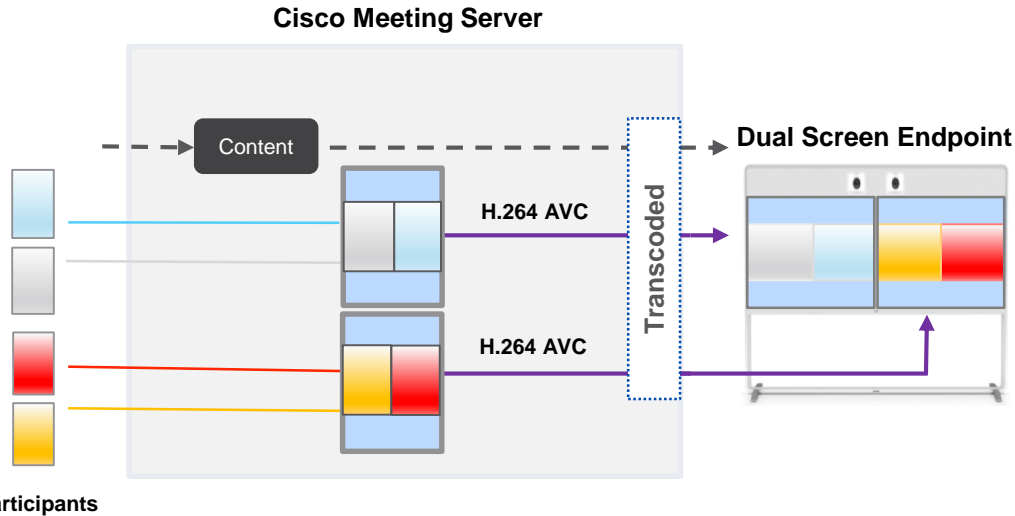 Cisco Meeting Server
Content
Dual Screen Endpoint
H.264 AVC
Transcoded
H.264 AVC
articipants